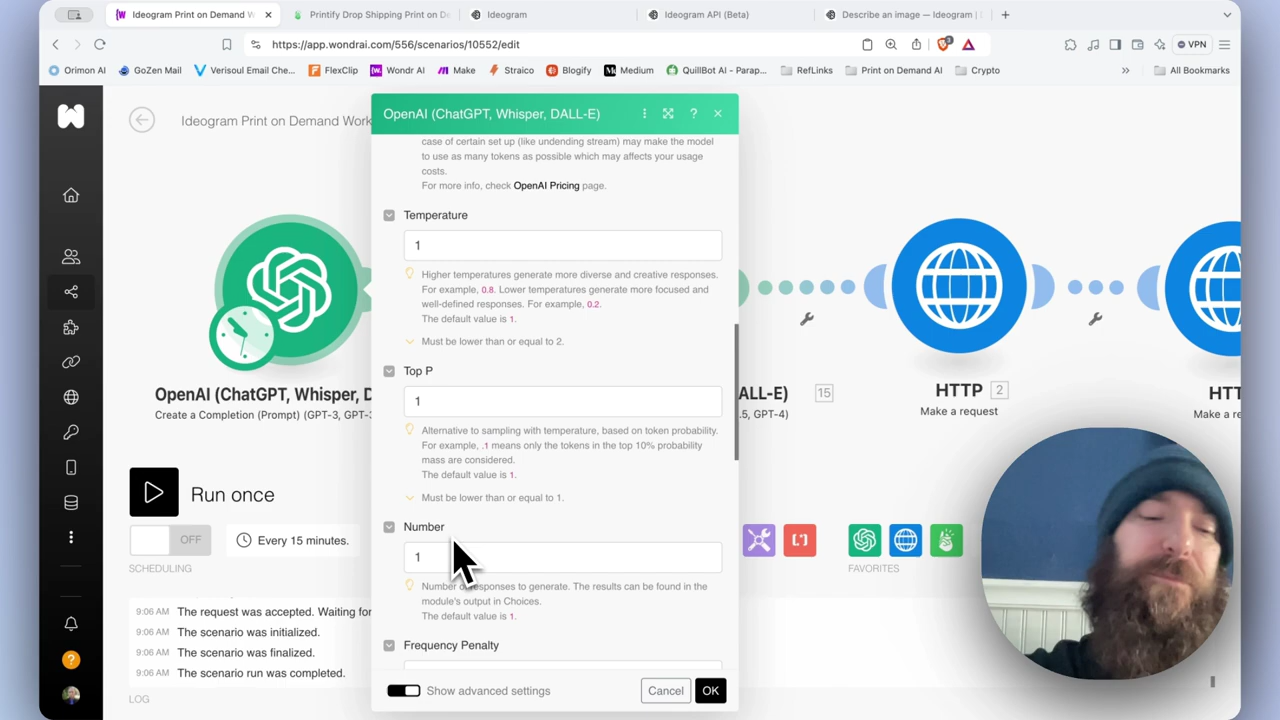 Ideogram Print on Demand W
Printify Drop Shipping Print on De
Ideogram
Ideogram API (Beta)
Describe an image — Ideogram |
https://app.wondrai.com/556/scenarios/10552/edit
VPN
Orimon AI
GoZen Mail
Verisoul Email Che...
FlexClip
Wondr AI
Make
Straico
Blogify
Medium
QuillBot AI – Parap...
RefLinks
Print on Demand AI
Crypto
All Bookmarks
Ideogram Print on Demand Work
OpenAI (ChatGPT, Whisper, DALL-E)
case of certain set up (like undending stream) may make the model
to use as many tokens as possible which may affects your usage
costs.
For more info, check OpenAI Pricing page.
Temperature
1
Higher temperatures generate more diverse and creative responses.
For example, 0.8. Lower temperatures generate more focused and
well-defined responses. For example, 0.2.
The default value is 1.
Must be lower than or equal to 2.
Top P
1
Alternative to sampling with temperature, based on token probability.
For example, .1 means only the tokens in the top 10% probability
mass are considered.
The default value is 1.
Must be lower than or equal to 1.
Number
1
Number responses to generate. The results can be found in the
module's output in Choices.
The default value is 1.
Frequency Penalty
Show advanced settings
Cancel
OK
OpenAI (ChatGPT, Whisper, D
Create a Completion (Prompt) (GPT-3, GPT-3
ALL-E)
15
.5, GPT-4)
HTTP
2
Make a request
HTT
Make a re
Run once
OFF
Every 15 minutes.
SCHEDULING
FAVORITES
9:06 AM The request was accepted. Waiting for
9:06 AM The scenario was initialized.
9:06 AM The scenario was finalized.
9:06 AM The scenario run was completed.
LOG